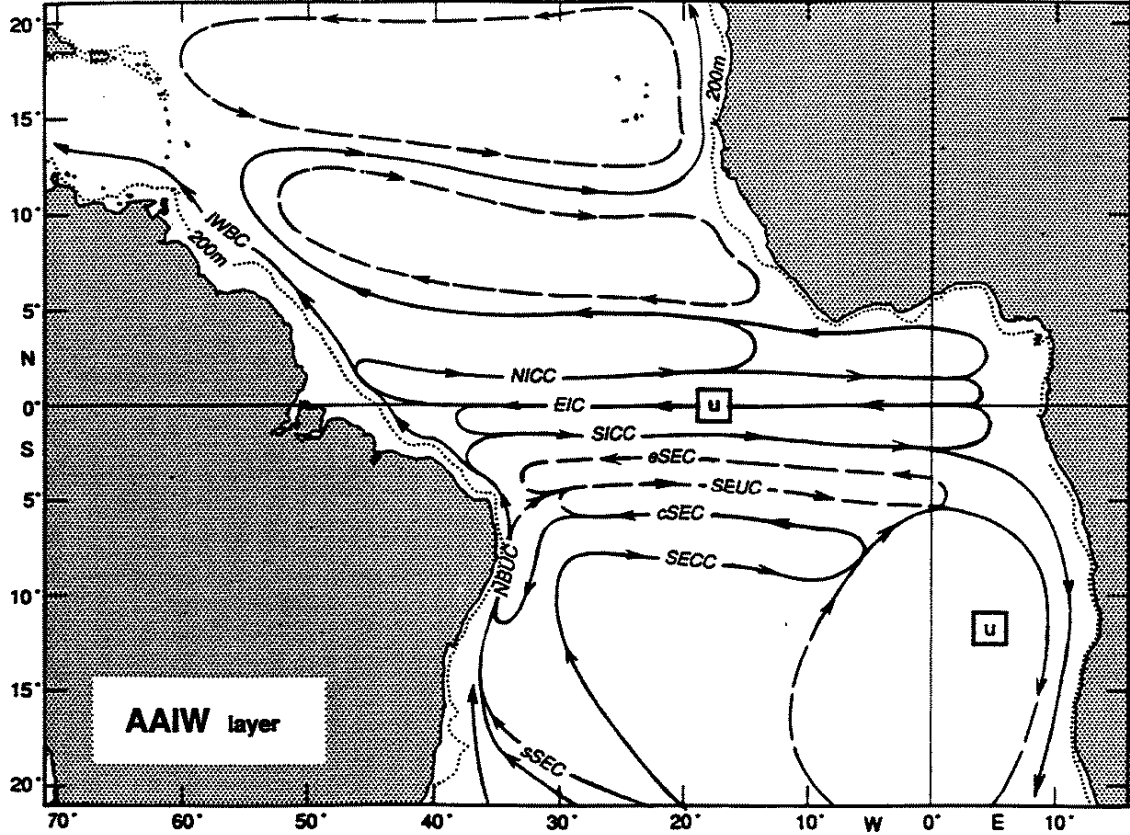 20°
15°
10°
5°
N
0°
S
5°
10°
15°
20°
200m
IWBC
200m
NICC
EIC
u
SICC
eSEC
SEUC
cSEC
SECC
NBUC
u
AAIW layer
sSEC
70° 60° 50° 40° 30° 20° W 10° 0° E 10°